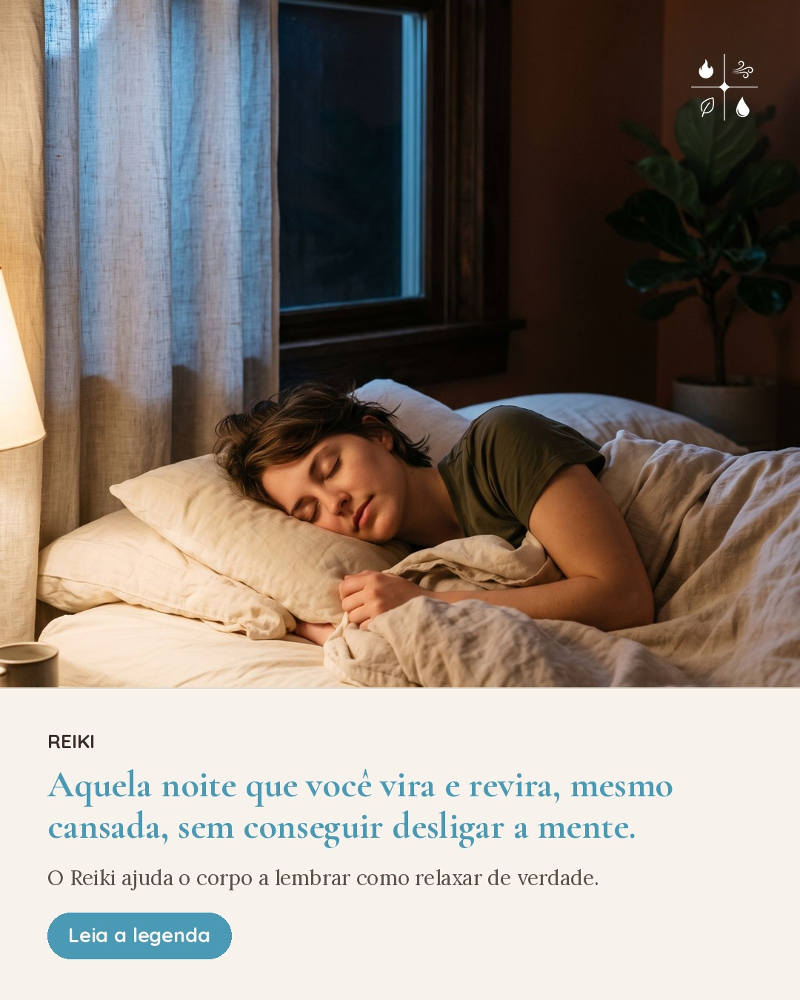 REIKI
Aquela noite que você vira e revira, mesmo
cansada, sem conseguir desligar a mente.
O Reiki ajuda o corpo a lembrar como relaxar de verdade.
Leia a legenda